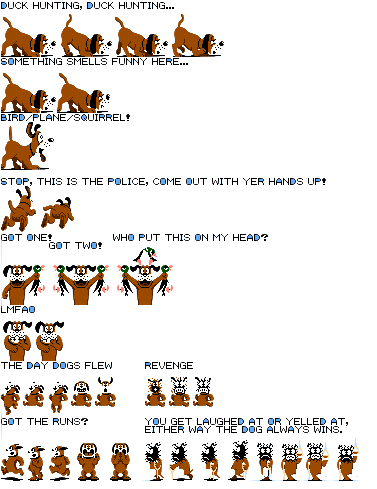 DUCK HUNTING, DUCK HUNTING...
SOMETHING SMELLS FUNNY HERE...
BIRD/PLANE/SQUIRREL!
STOP, THIS IS THE POLICE, COME OUT WITH YER HANDS UP!
GOT ONE!
GOT TWO!
WHO PUT THIS ON MY HEAD?
LMFAO
THE DAY DOGS FLEW
REVENGE
GOT THE RUNS?
YOU GET LAUGHED AT OR YELLED AT,
EITHER WAY THE DOG ALWAYS WINS.